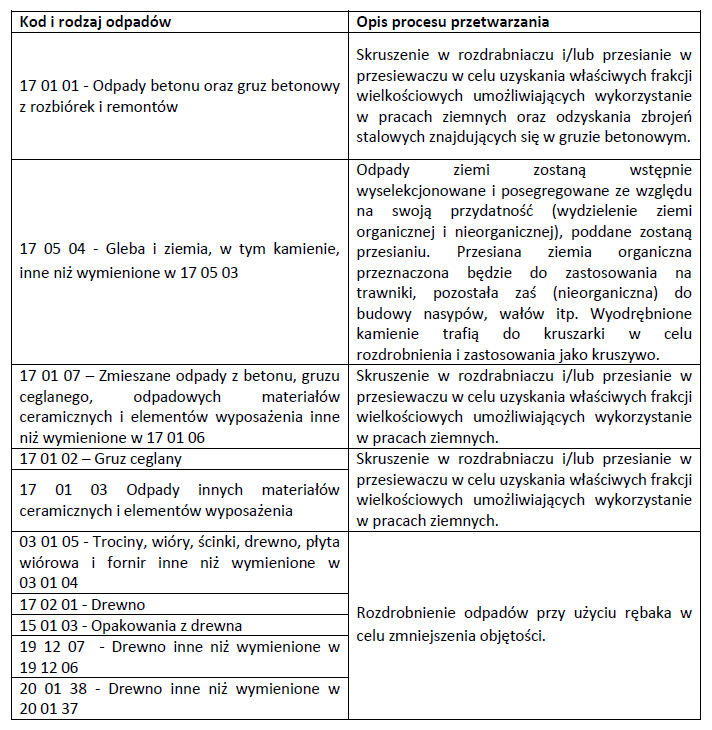 Kod i rodzaj odpadów
Opis procesu przetwarzania
17 01 01 - Odpady betonu oraz gruz betonowy
z rozbiórek i remontów
Skruszenie w rozdrabniaczu i/lub przesianie w
przesiewaczu w celu uzyskania właściwych frakcji
wielkościowych umożliwiających wykorzystanie
w pracach ziemnych oraz odzyskania zbrojeń
stalowych znajdujących się w gruzie betonowym.
17 05 04 - Gleba i ziemia, w tym kamienie,
inne niż wymienione w 17 05 03
Odpady ziemi zostaną wstępnie
wyselekcjonowane i posegregowane ze względu
na swoją przydatność (wydzielenie ziemi
organicznej i nieorganicznej), poddane zostaną
przesianiu. Przesiana ziemia organiczna
przeznaczona będzie do zastosowania na
trawniki, pozostała zaś (nieorganiczna) do
budowy nasypów, wałów itp. Wyodrębnione
kamienie trafią do kruszarki w celu
rozdrobnienia i zastosowania jako kruszywo.
17 01 07 – Zmieszane odpady z betonu, gruzu
ceglanego, odpadowych materiałów
ceramicznych i elementów wyposażenia inne
niż wymienione w 17 01 06
Skruszenie w rozdrabniaczu i/lub przesianie w
przesiewaczu w celu uzyskania właściwych frakcji
wielkościowych umożliwiających wykorzystanie
w pracach ziemnych.
17 01 02 – Gruz ceglany
17 01 03 Odpady innych materiałów
ceramicznych i elementów wyposażenia
Skruszenie w rozdrabniaczu i/lub przesianie w
przesiewaczu w celu uzyskania właściwych frakcji
wielkościowych umożliwiających wykorzystanie
w pracach ziemnych.
03 01 05 - Trociny, wióry, ścinki, drewno, płyta
wiórowa i fornir inne niż wymienione w
03 01 04
17 02 01 - Drewno
15 01 03 - Opakowania z drewna
19 12 07 - Drewno inne niż wymienione w
19 12 06
20 01 38 - Drewno inne niż wymienione w
20 01 37
Rozdrobnienie odpadów przy użyciu rębaka w
celu zmniejszenia objętości.